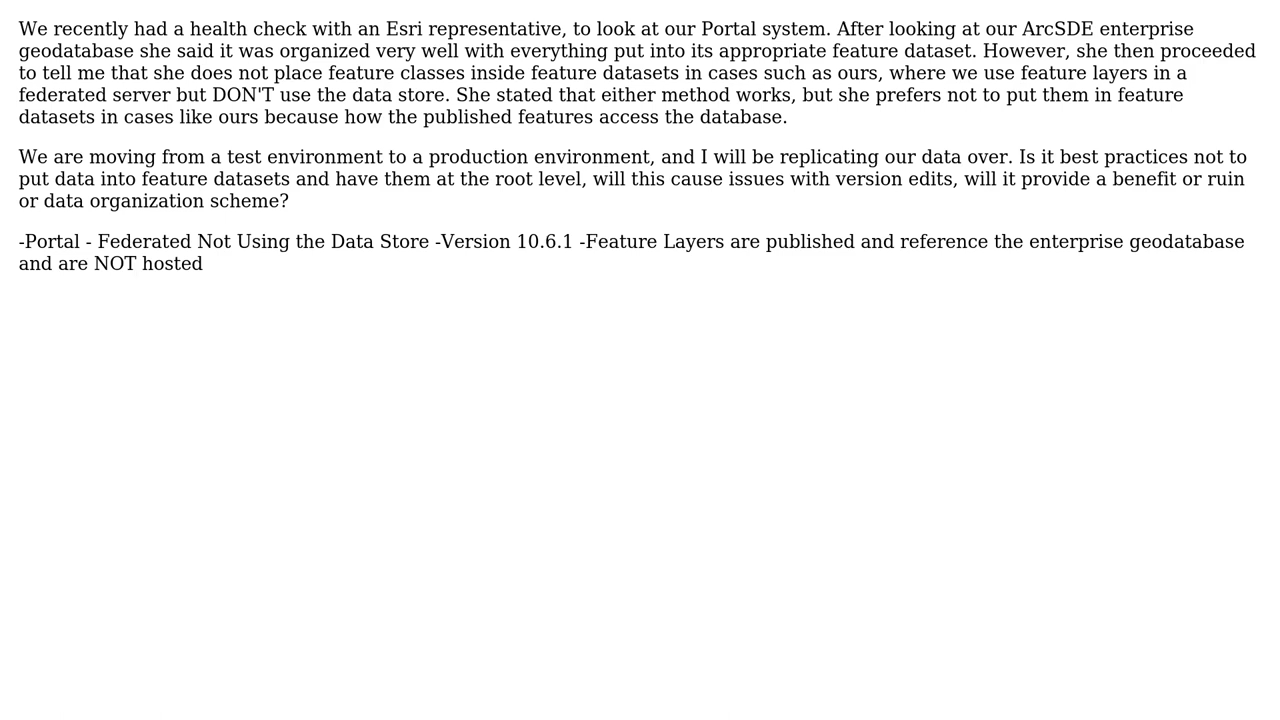 We recently had a health check with an Esri representative, to look at our Portal system. After looking at our ArcSDE enterprise
geodatabase she said it was organized very well with everything put into its appropriate feature dataset. However, she then proceeded
to tell me that she does not place feature classes inside feature datasets in cases such as ours, where we use feature layers in a
federated server but DON'T use the data store. She stated that either method works, but she prefers not to put them in feature
datasets in cases like ours because how the published features access the database.
We are moving from a test environment to a production environment, and I will be replicating our data over. Is it best practices not to
put data into feature datasets and have them at the root level, will this cause issues with version edits, will it provide a benefit or ruin
or data organization scheme?
-Portal - Federated Not Using the Data Store -Version 10.6.1 -Feature Layers are published and reference the enterprise geodatabase
and are NOT hosted